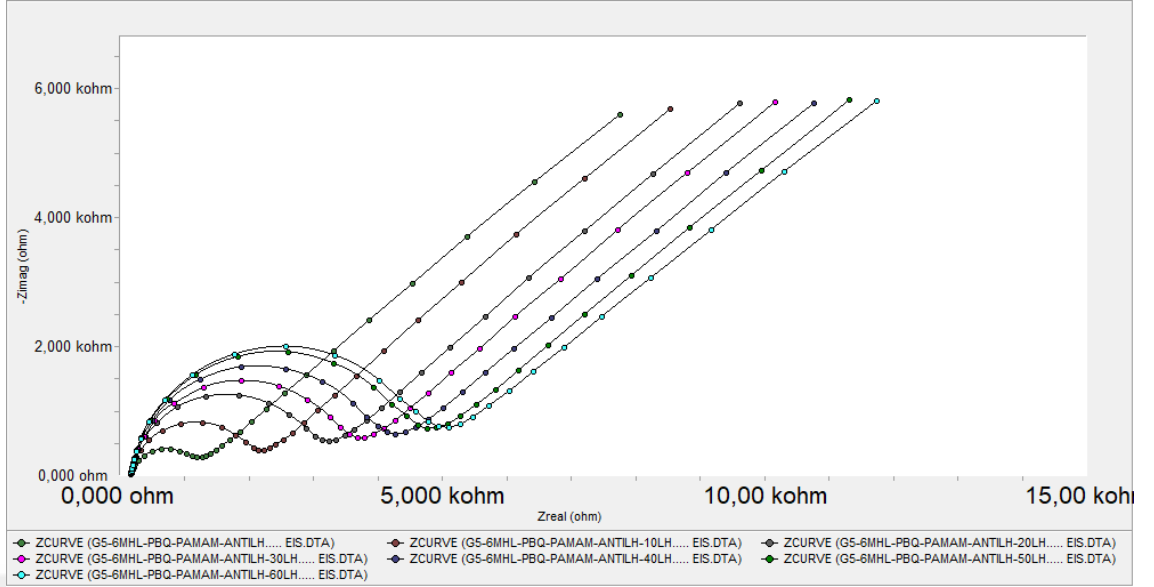 6,000 kohm
4,000 kohm
-Zimag (ohm)
2,000 kohm
0,000 ohm
0,000 ohm 5,000 kohm 10,00 kohm 15,00 kohr
Zreal (ohm)
ZCURVE (G5-6MHL-PBQ-PAMAM-ANTILH..... EIS.DTA) ZCURVE (G5-6MHL-PBQ-PAMAM-ANTILH-10LH..... EIS.DTA) ZCURVE (G5-6MHL-PBQ-PAMAM-ANTILH-20LH..... EIS.DTA)
ZCURVE (G5-6MHL-PBQ-PAMAM-ANTILH-30LH..... EIS.DTA) ZCURVE (G5-6MHL-PBQ-PAMAM-ANTILH-40LH..... EIS.DTA) ZCURVE (G5-6MHL-PBQ-PAMAM-ANTILH-50LH..... EIS.DTA)
ZCURVE (G5-6MHL-PBQ-PAMAM-ANTILH-60LH..... EIS.DTA)